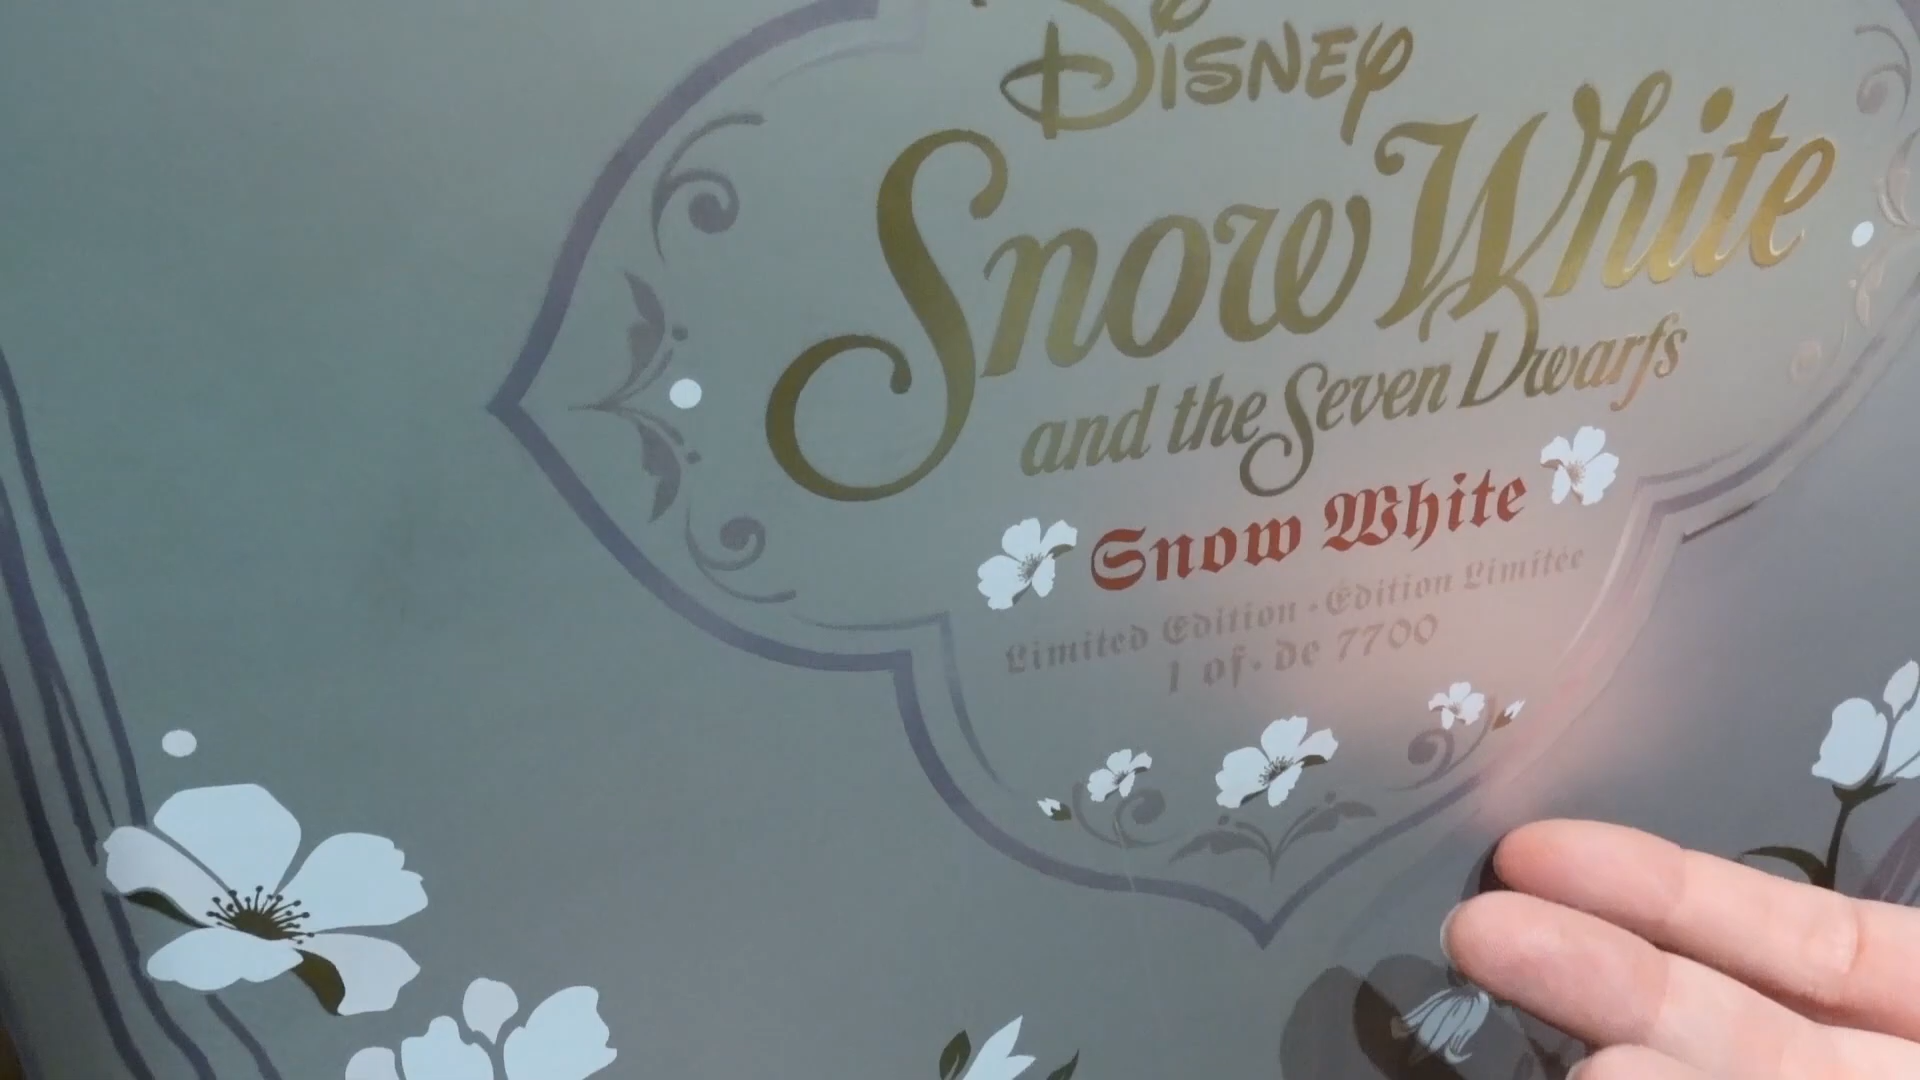 Disney
Snow White
and the Seven Dwarfs
Snow White
Limited Edition • Édition Limitée
1 of • de 7700